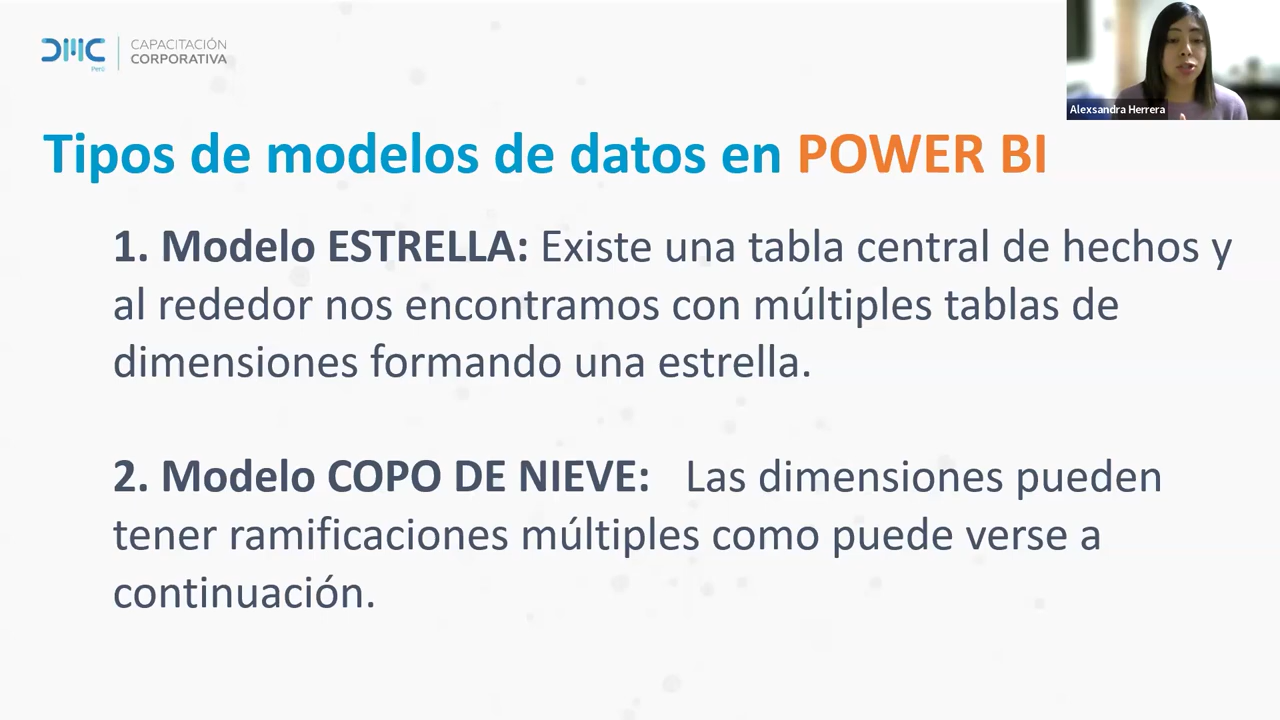 DMC
Perú
CAPACITACIÓN
CORPORATIVA
Alexsandra Herrera
Tipos de modelos de datos en POWER BI
1. Modelo ESTRELLA: Existe una tabla central de hechos y
al rededor nos encontramos con múltiples tablas de
dimensiones formando una estrella.
2. Modelo COPO DE NIEVE: Las dimensiones pueden
tener ramificaciones múltiples como puede verse a
continuación.